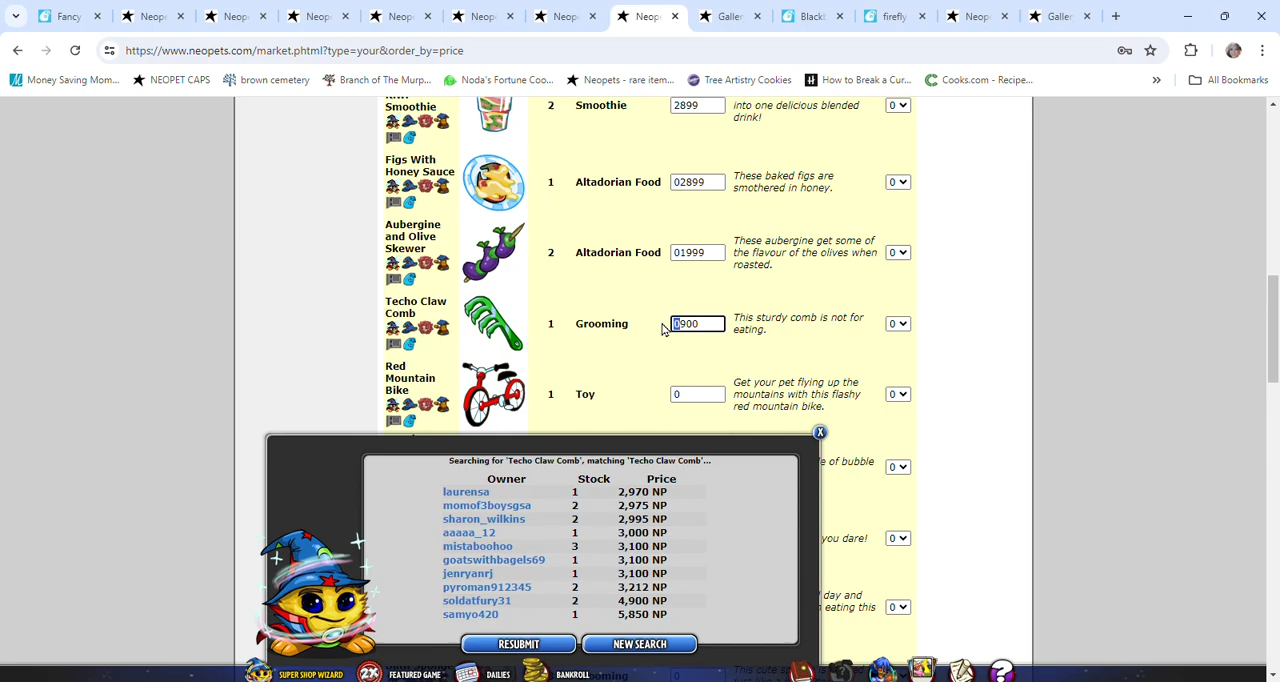 Fancy
Neop
Neop
Neop
Neop
Neop
Neop
Neop
Galler
Black
firefly
Neop
Galler
https://www.neopets.com/market.phtml?type=your&order_by=price
Money Saving Mom...
NEOPET CAPS
brown cemetery
Branch of The Murp...
Noda's Fortune Coo...
Neopets - rare item...
Tree Artistry Cookies
How to Break a Cur...
Cooks.com - Recipe...
»
All Bookmarks
Smoothie
2
Smoothie
2899
into one delicious blended
drink!
0
Figs With
Honey Sauce
1
Altadorian Food
02899
These baked figs are
smothered in honey.
0
Aubergine
and Olive
Skewer
2
Altadorian Food
01999
These aubergine get some of
the flavour of the olives when
roasted.
0
Techo Claw
Comb
1
Grooming
0900
This sturdy comb is not for
eating.
0
Red
Mountain
Bike
1
Toy
0
Get your pet flying up the
mountains with this flashy
red mountain bike.
0
X
Searching for 'Techo Claw Comb', matching 'Techo Claw Comb'...
Owner Stock Price
laurensa 1 2,970 NP
momof3boysgsa 2 2,975 NP
sharon_wilkins 2 2,995 NP
aaaaa_12 1 3,000 NP
mistaboohoo 3 3,100 NP
goatswithbagels69 1 3,100 NP
jenryanrj 1 3,100 NP
pyroman912345 2 3,212 NP
soldatfury31 2 4,900 NP
samyo420 1 5,850 NP
RESUBMIT
NEW SEARCH
e of bubble
0
you dare!
0
day and
n eating this
0
SUPER SHOP WIZARD
2X
FEATURED GAME
DAILIES
BANKROLL
?